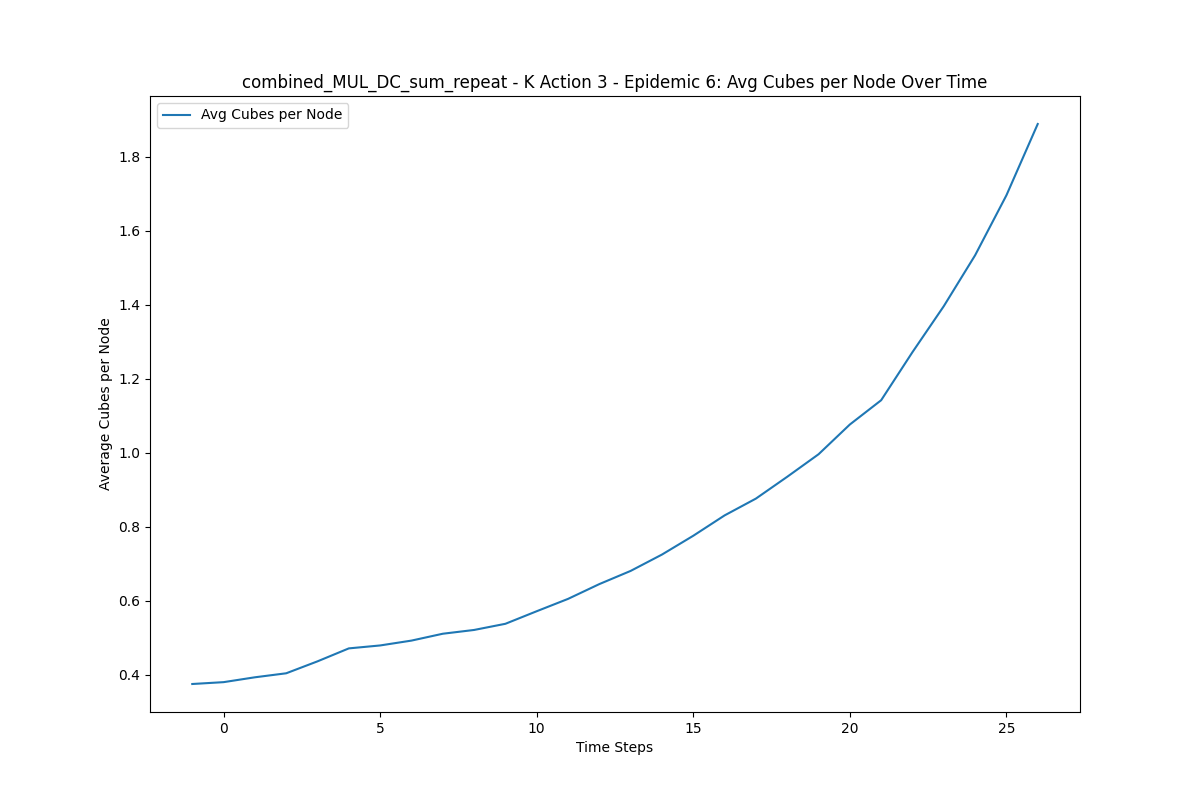 combined_MUL_DC_sum_repeat - K Action 3 - Epidemic 6: Avg Cubes per Node Over Time
Avg Cubes per Node
1.8
1.6
1.4
1.2
1.0
0.8
0.6
0.4
Average Cubes per Node
0 5 10 15 20 25
Time Steps